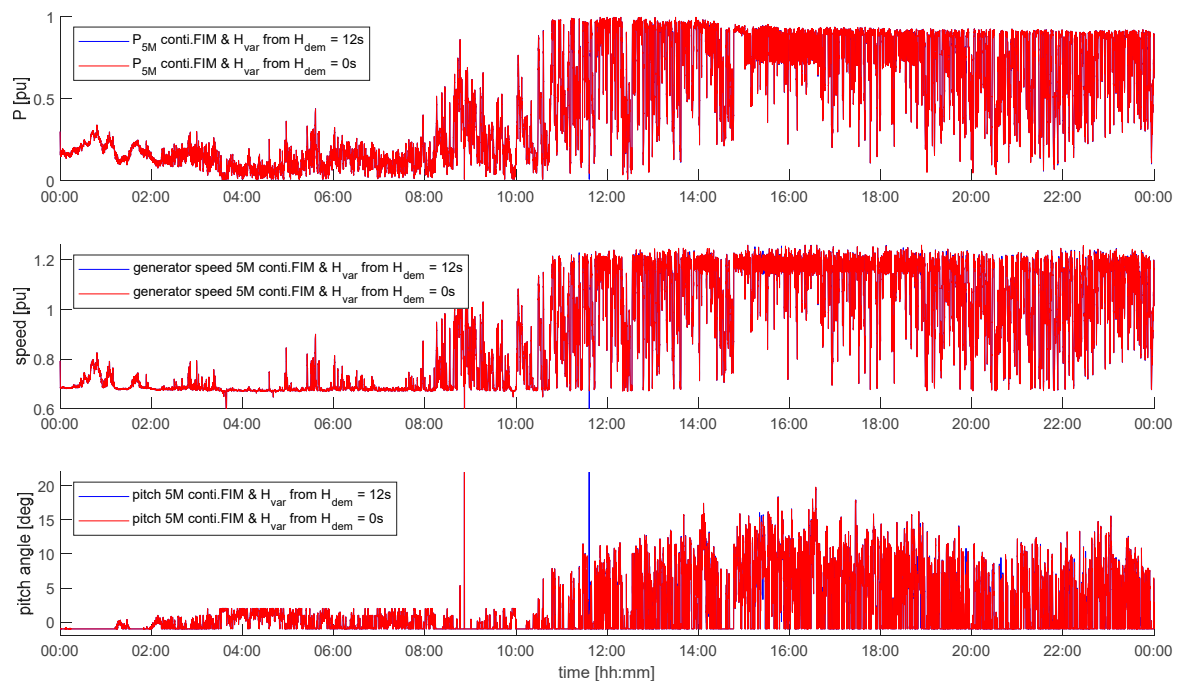 1
P5M conti.FIM & Hvar from Hdem = 12s
P5M conti.FIM & Hvar from Hdem = 0s
P [pu]
0.5
0
00:00 02:00 04:00 06:00 08:00 10:00 12:00 14:00 16:00 18:00 20:00 22:00 00:00
1.2
generator speed 5M conti.FIM & Hvar from Hdem = 12s
generator speed 5M conti.FIM & Hvar from Hdem = 0s
speed [pu]
1
0.8
0.6
00:00 02:00 04:00 06:00 08:00 10:00 12:00 14:00 16:00 18:00 20:00 22:00 00:00
20
pitch 5M conti.FIM & Hvar from Hdem = 12s
pitch 5M conti.FIM & Hvar from Hdem = 0s
pitch angle [deg]
15
10
5
0
00:00 02:00 04:00 06:00 08:00 10:00 12:00 14:00 16:00 18:00 20:00 22:00 00:00
time [hh:mm]